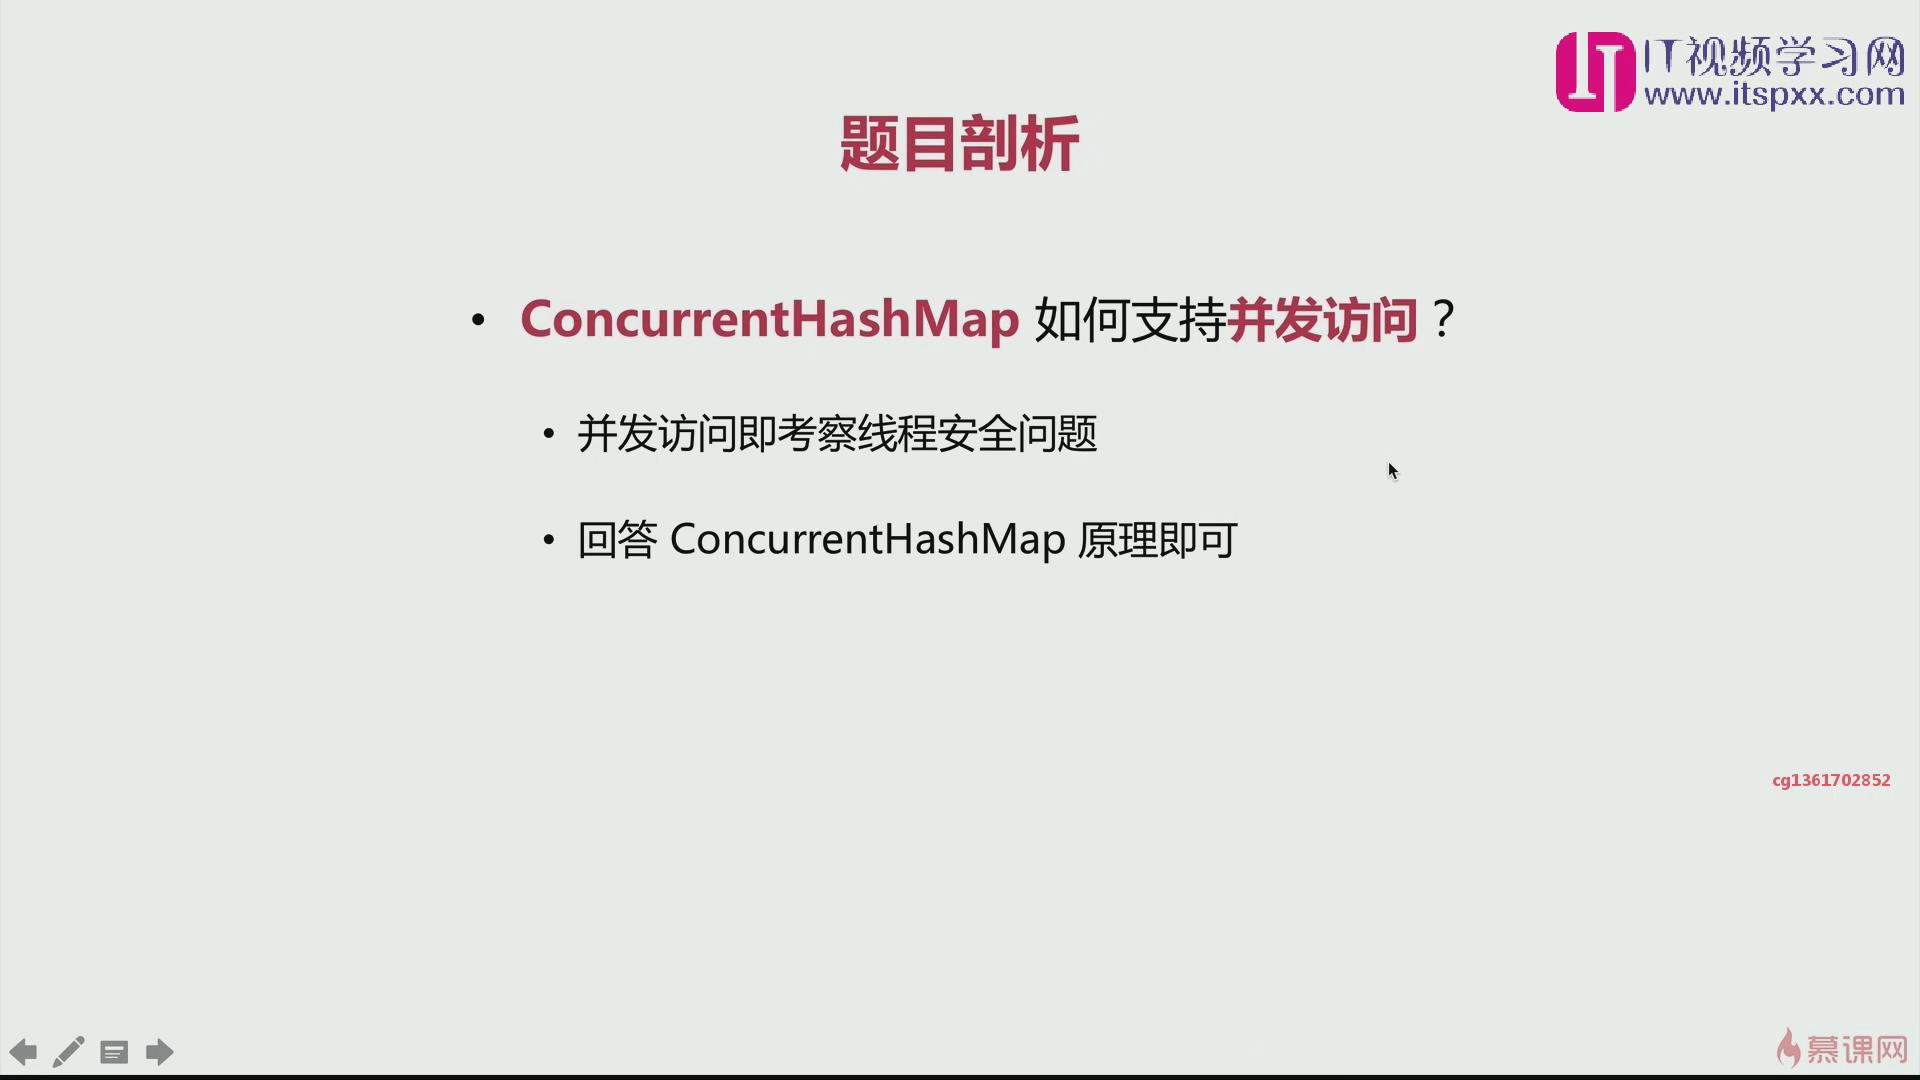 IT视频学习网
www.itspxx.com
题目剖析
• ConcurrentHashMap 如何支持并发访问？
• 并发访问即考察线程安全问题
• 回答 ConcurrentHashMap 原理即可
cg1361702852
慕课网